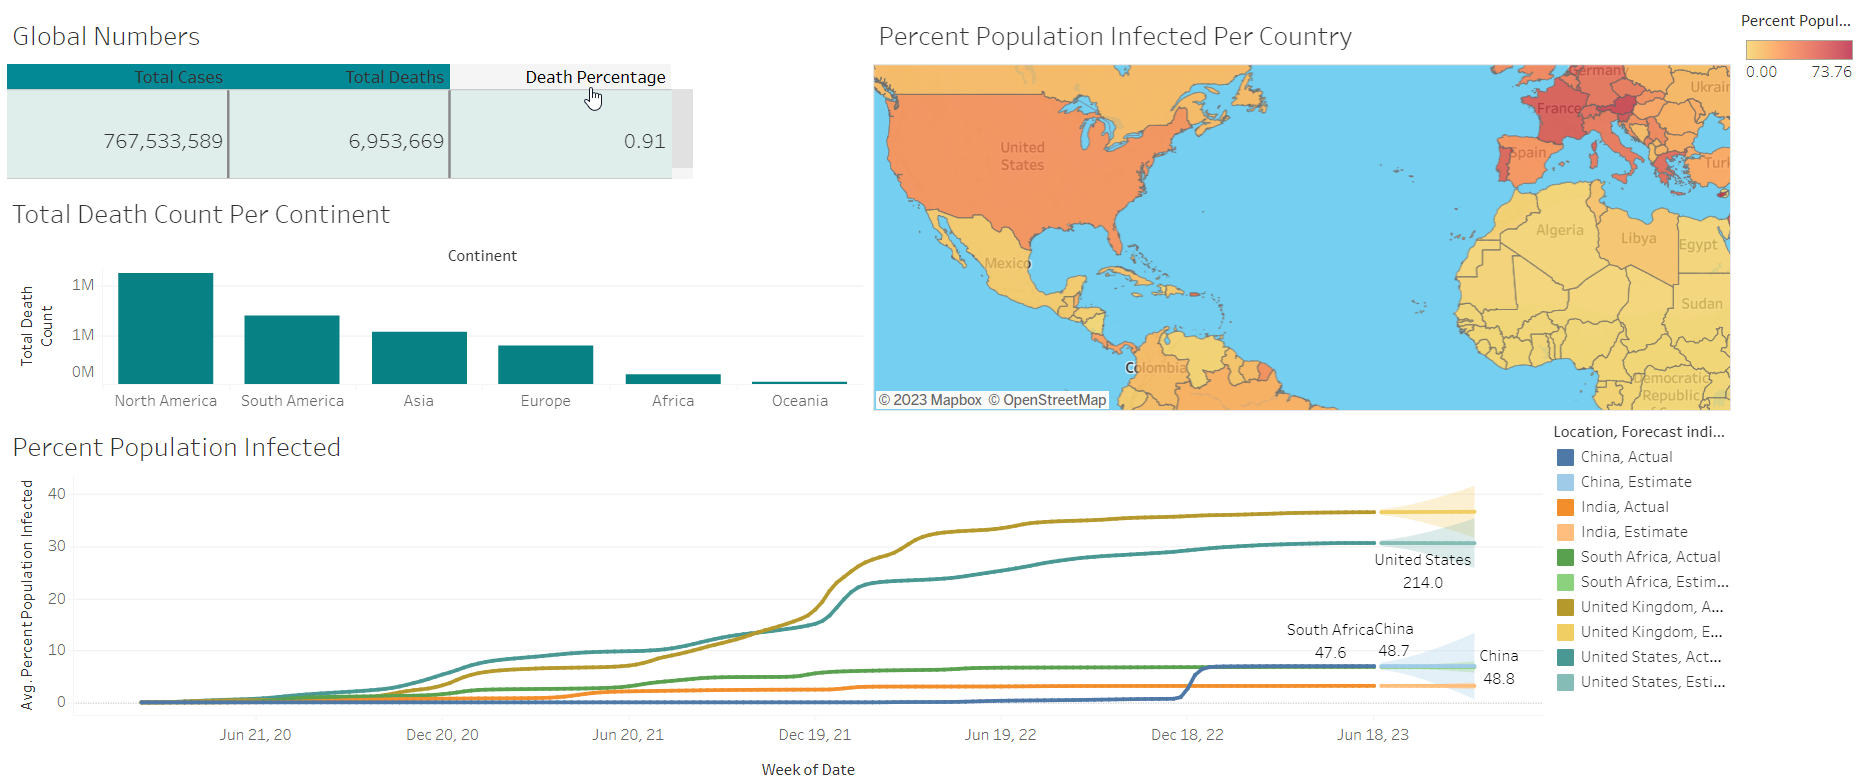 Global Numbers
Total Cases
Total Deaths
Death Percentage
767,533,589
6,953,669
0.91
Total Death Count Per Continent
Continent
Total Death
Count
1M
1M
0M
North America
South America
Asia
Europe
Africa
Oceania
Percent Population Infected Per Country
United
States
Mexico
Colombia
France
Spain
Ukrain
Turk
ermany
Algeria
Libya
Egypt
Sudan
Democratic
Republic
© 2023 Mapbox © OpenStreetMap
Percent Popul...
0.00
73.76
Percent Population Infected
Avg. Percent Population Infected
40
30
20
10
0
United States
214.0
South Africa
47.6
China
48.7
China
48.8
Jun 21, 20
Dec 20, 20
Jun 20, 21
Dec 19, 21
Jun 19, 22
Dec 18, 22
Jun 18, 23
Week of Date
Location, Forecast indi...
China, Actual
China, Estimate
India, Actual
India, Estimate
South Africa, Actual
South Africa, Estim...
United Kingdom, A...
United Kingdom, E...
United States, Act...
United States, Esti...